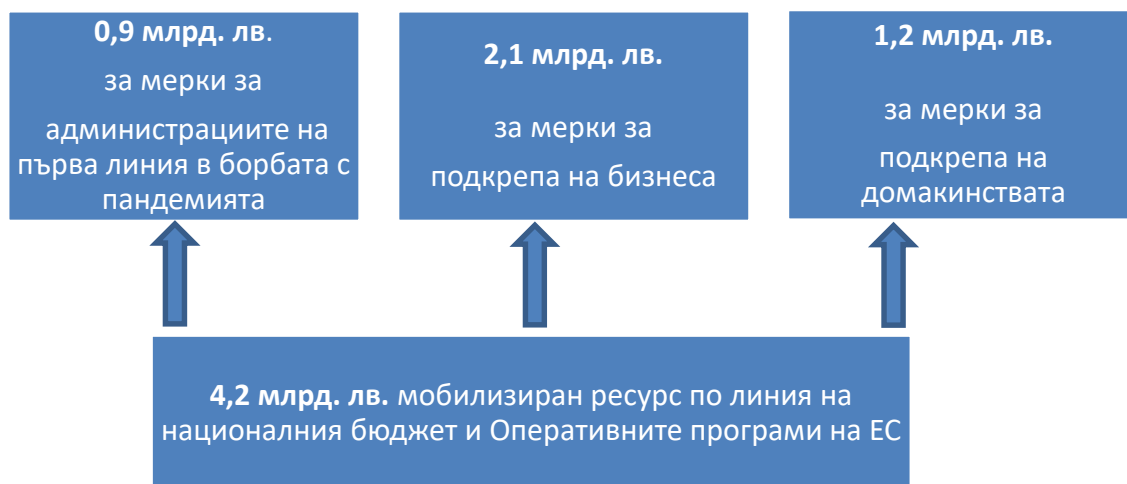 0,9 млрд. лв.
за мерки за
администрациите на
първа линия в борбата с
пандемията
2,1 млрд. лв.
за мерки за
подкрепа на бизнеса
1,2 млрд. лв.
за мерки за
подкрепа на
домакинствата
4,2 млрд. лв. мобилизиран ресурс по линия на
националния бюджет и Оперативните програми на ЕС